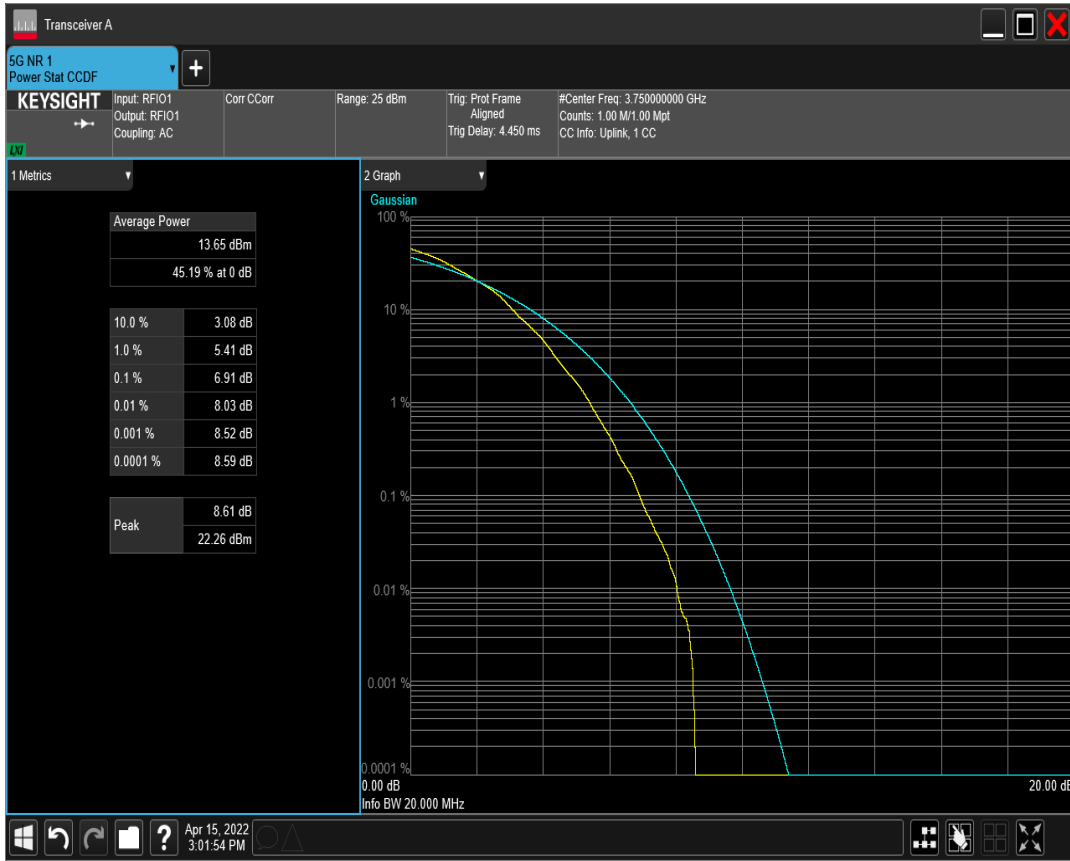 Transceiver A
5G NR 1
Power Stat CCDF
KEYSIGHT
LXI
Input: RFIO1
Output: RFIO1
Coupling: AC
Corr CCorr
Range: 25 dBm
Trig: Prot Frame
Aligned
Trig Delay: 4.450 ms
#Center Freq: 3.750000000 GHz
Counts: 1.00 M/1.00 Mpt
CC Info: Uplink, 1 CC
1 Metrics
Average Power
13.65 dBm
45.19 % at 0 dB
10.0 % 3.08 dB
1.0 % 5.41 dB
0.1 % 6.91 dB
0.01 % 8.03 dB
0.001 % 8.52 dB
0.0001 % 8.59 dB
Peak
8.61 dB
22.26 dBm
2 Graph
Gaussian
100 %
10 %
1 %
0.1 %
0.01 %
0.001 %
0.0001 %
0.00 dB 20.00 dB
Info BW 20.000 MHz
?
Apr 15, 2022
3:01:54 PM